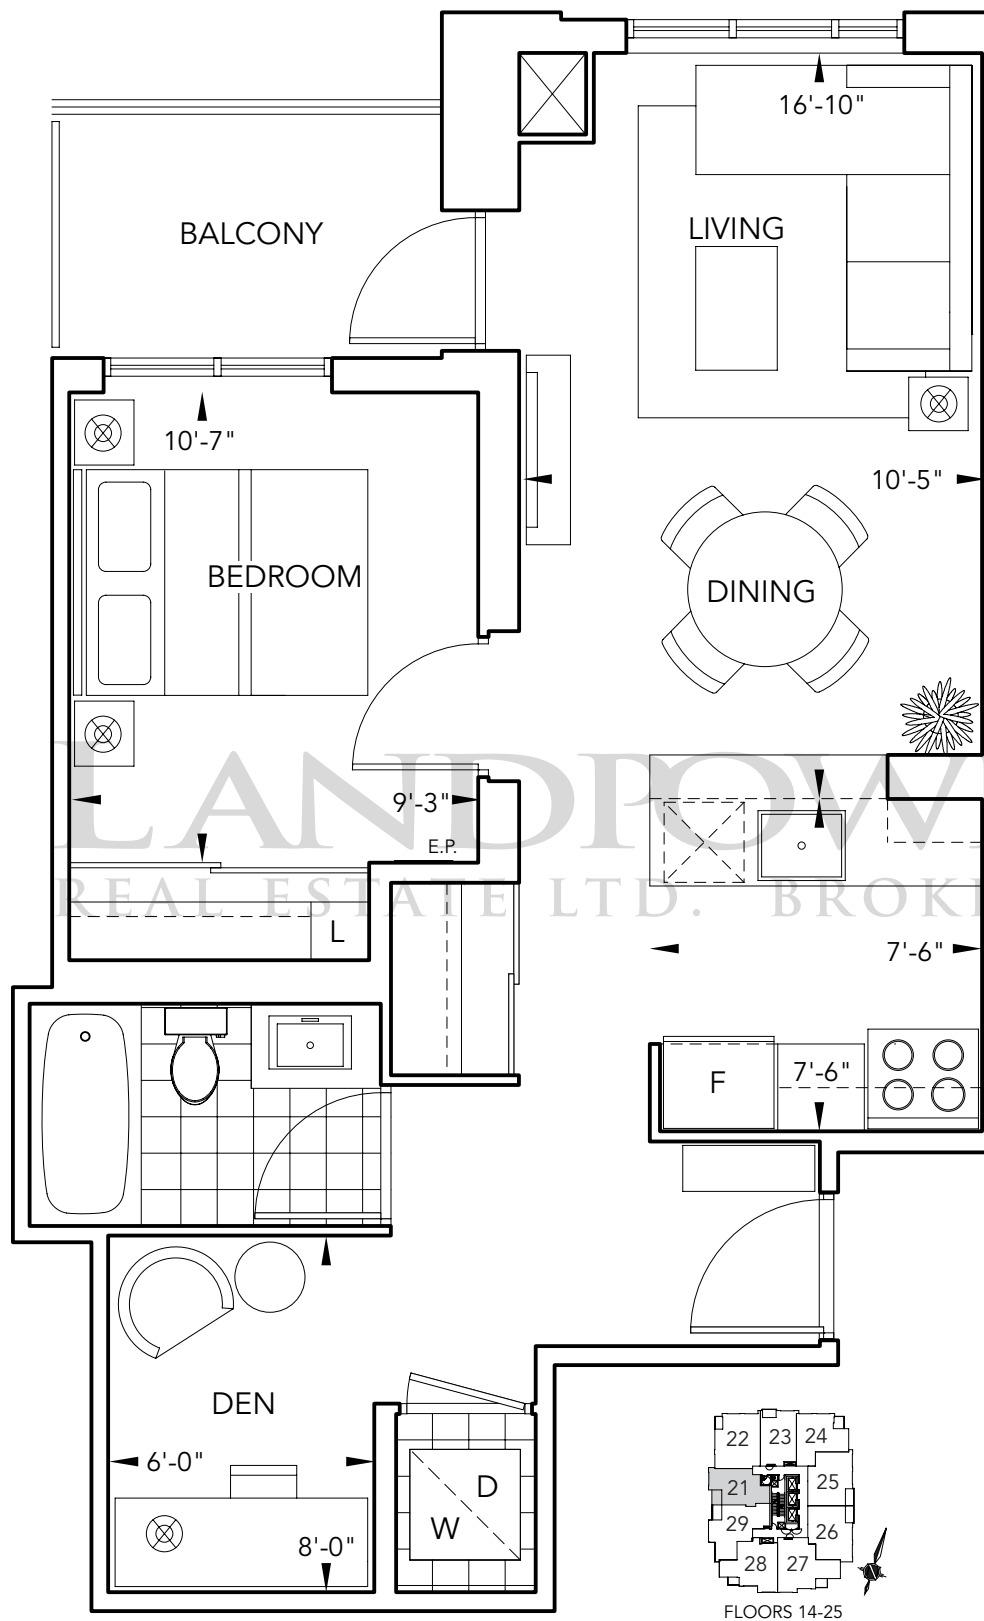 16'-10"
BALCONY
LIVING
10'-7"
10'-5"
BEDROOM
DINING
LANDPOW
9'-3"
E.P.
REAL ESTATE LTD. BROK
L
7'-6"
F
7'-6"
DEN
6'-0"
D
W
8'-0"
22
23
24
21
25
29
26
28
27
N
FLOORS 14-25